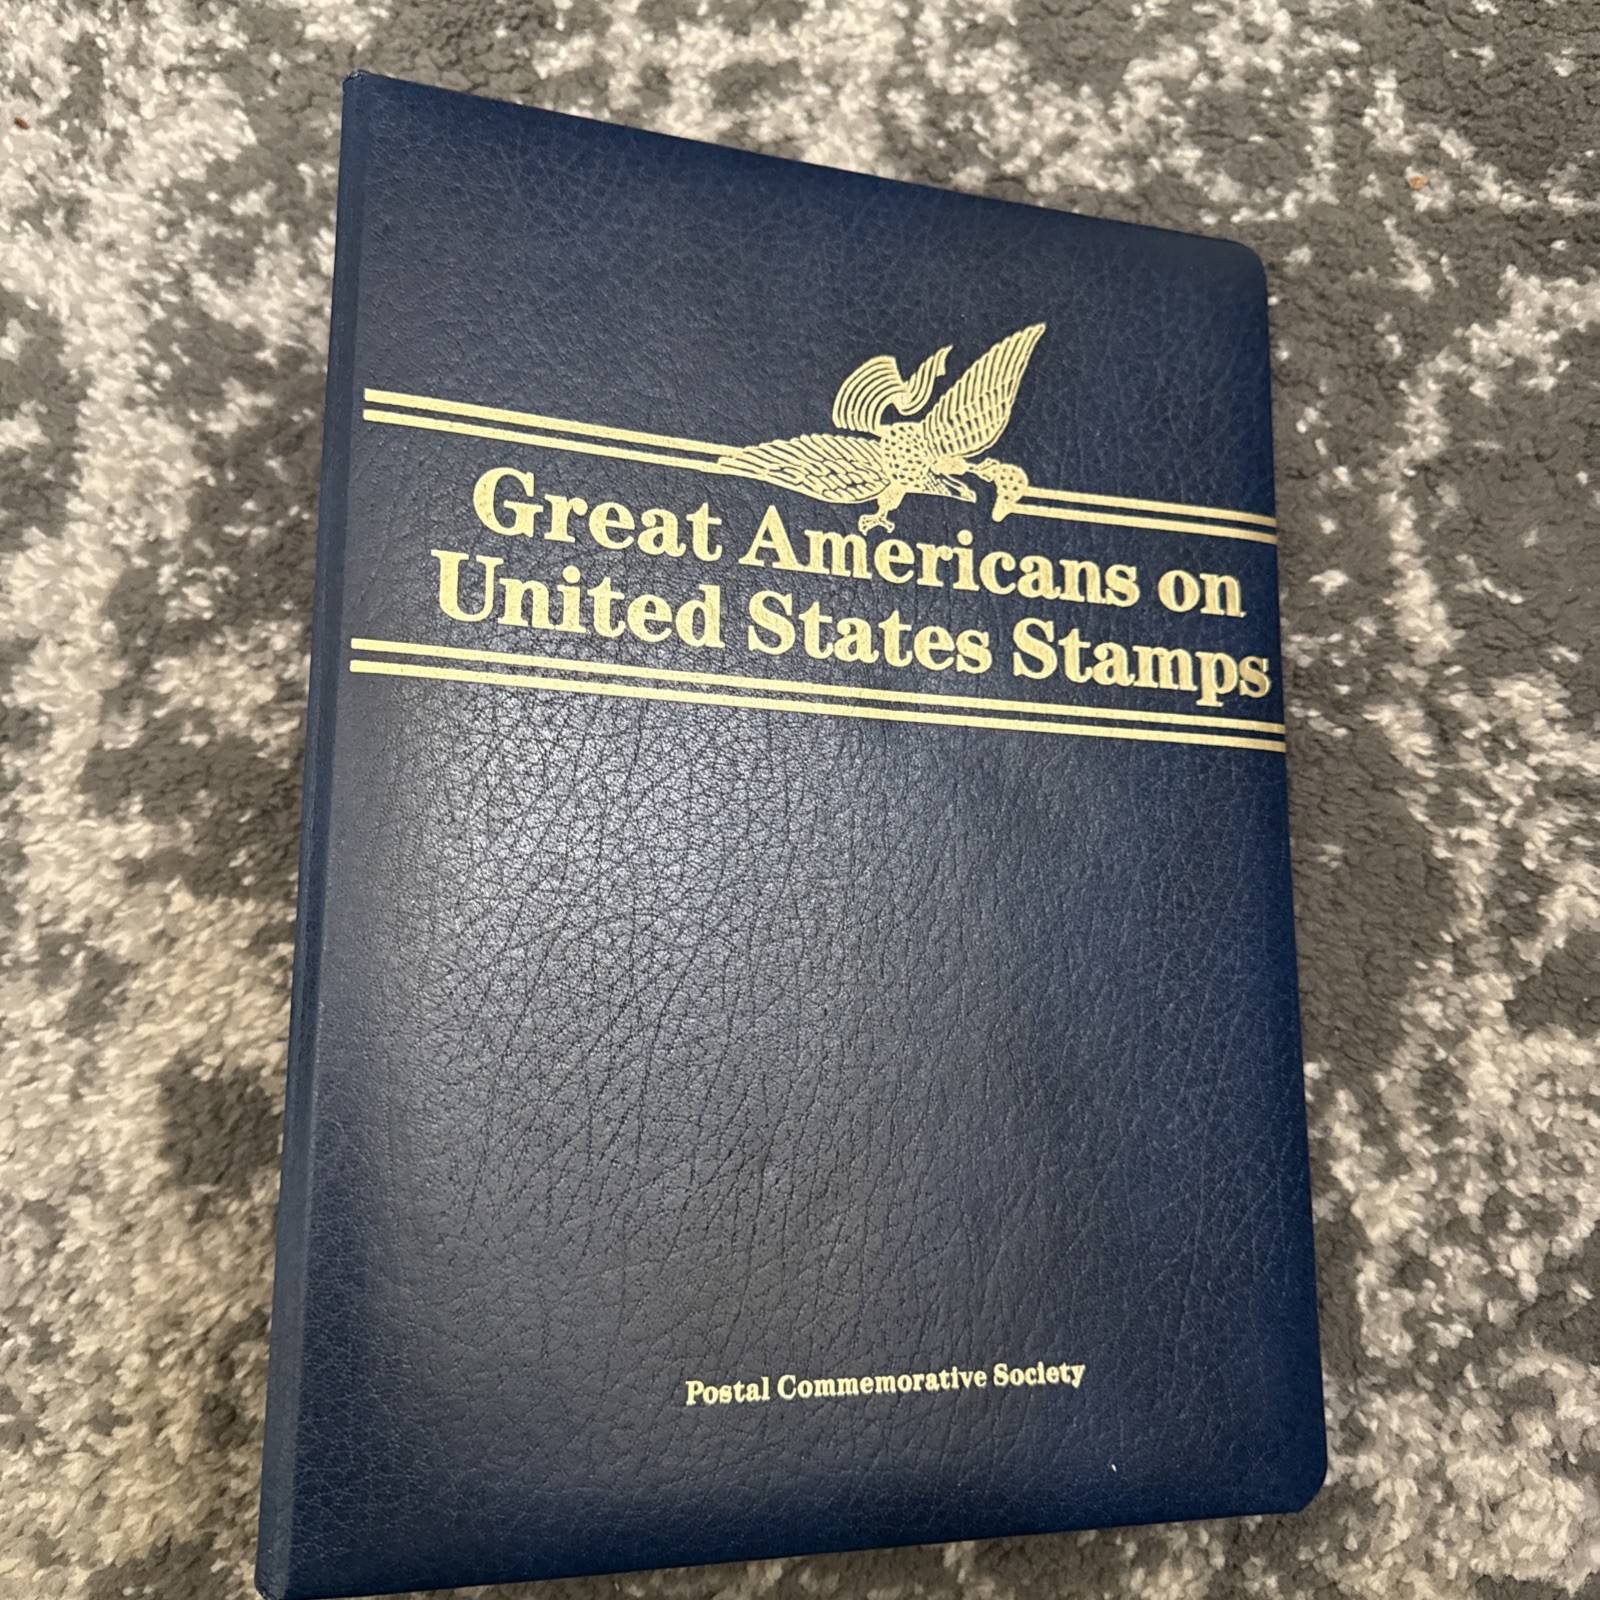 Great Americans on
United States Stamps
Postal Commemorative Society